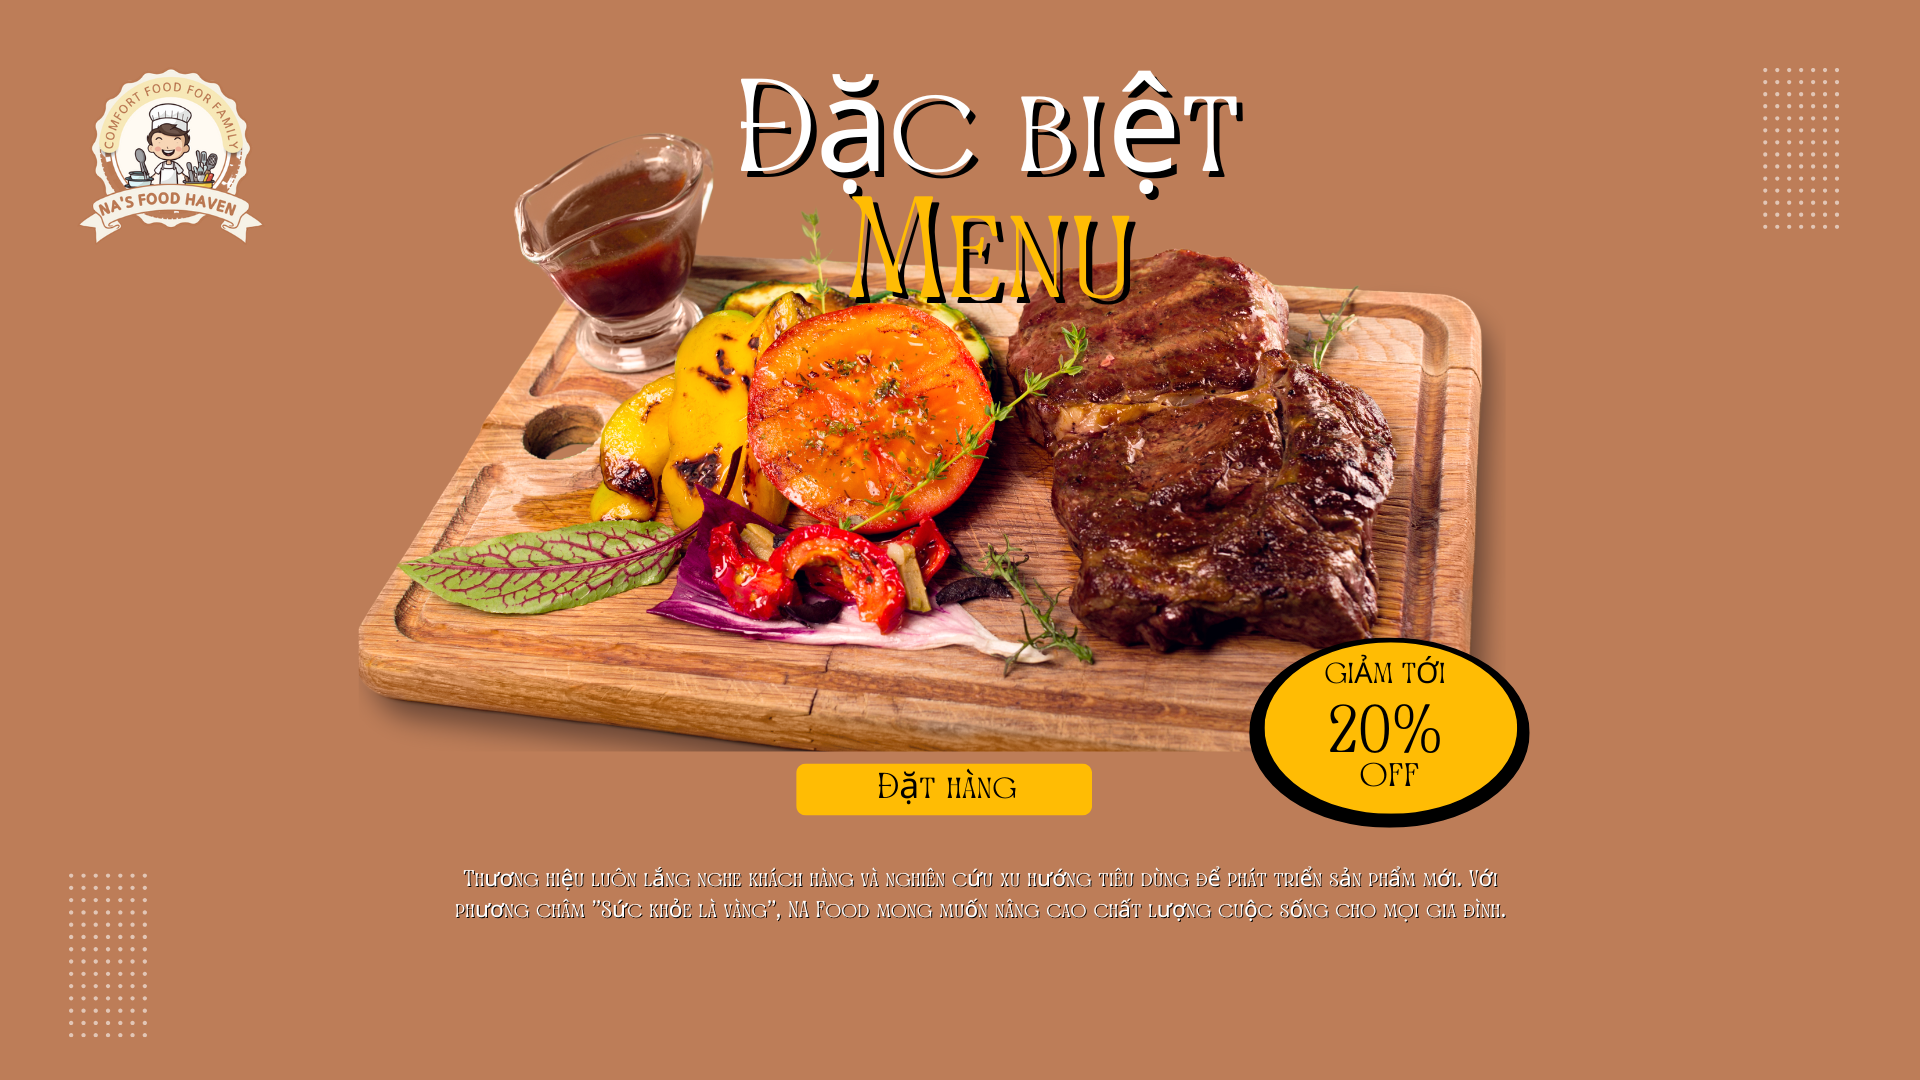 COMFORT FOOD FOR FAMILY
NA'S FOOD HAVEN
Đặc biệt
Menu
GIẢM TỚI
20%
OFF
Đặt hàng
Thương hiệu luôn lắng nghe khách hàng và nghiên cứu xu hướng tiêu dùng để phát triển sản phẩm mới. Với
phương châm "Sức khỏe là vàng", NA Food mong muốn nâng cao chất lượng cuộc sống cho mọi gia đình.